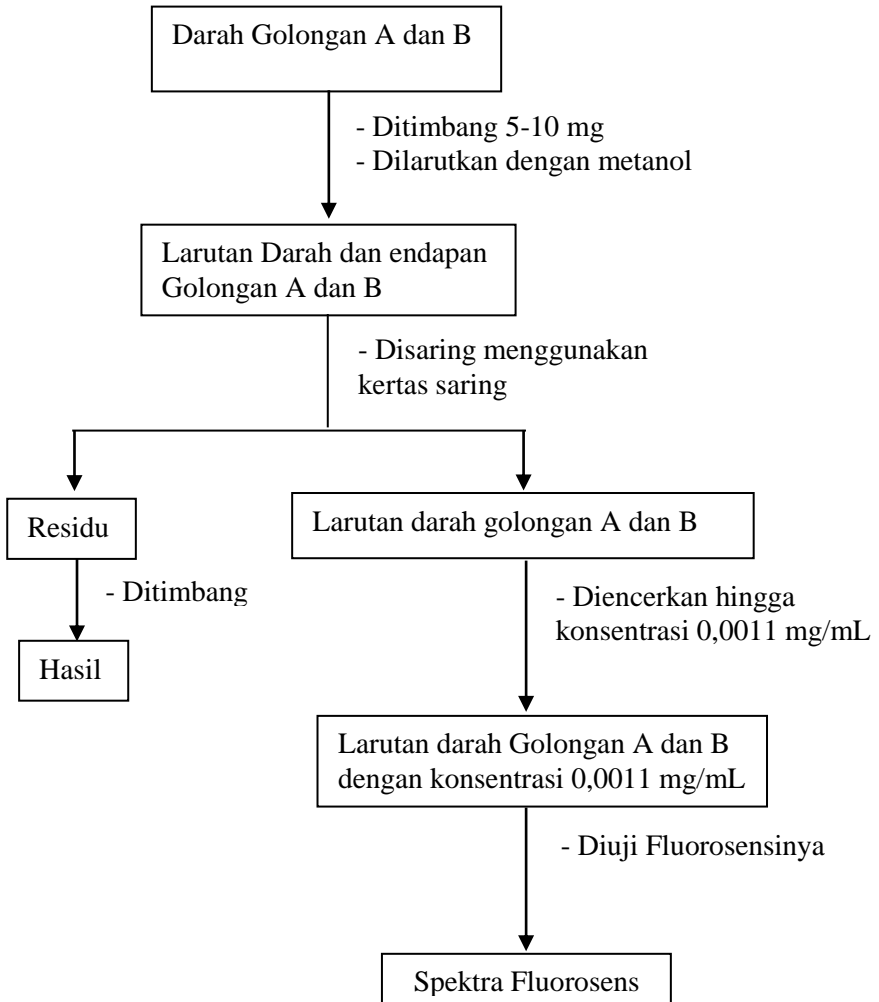 Darah Golongan A dan B
- Ditimbang 5-10 mg
- Dilarutkan dengan metanol
Larutan Darah dan endapan
Golongan A dan B
- Disaring menggunakan
kertas saring
Residu
Larutan darah golongan A dan B
- Ditimbang
- Diencerkan hingga
konsentrasi 0,0011 mg/mL
Hasil
Larutan darah Golongan A dan B
dengan konsentrasi 0,0011 mg/mL
- Diuji Fluorosensinya
Spektra Fluorosens